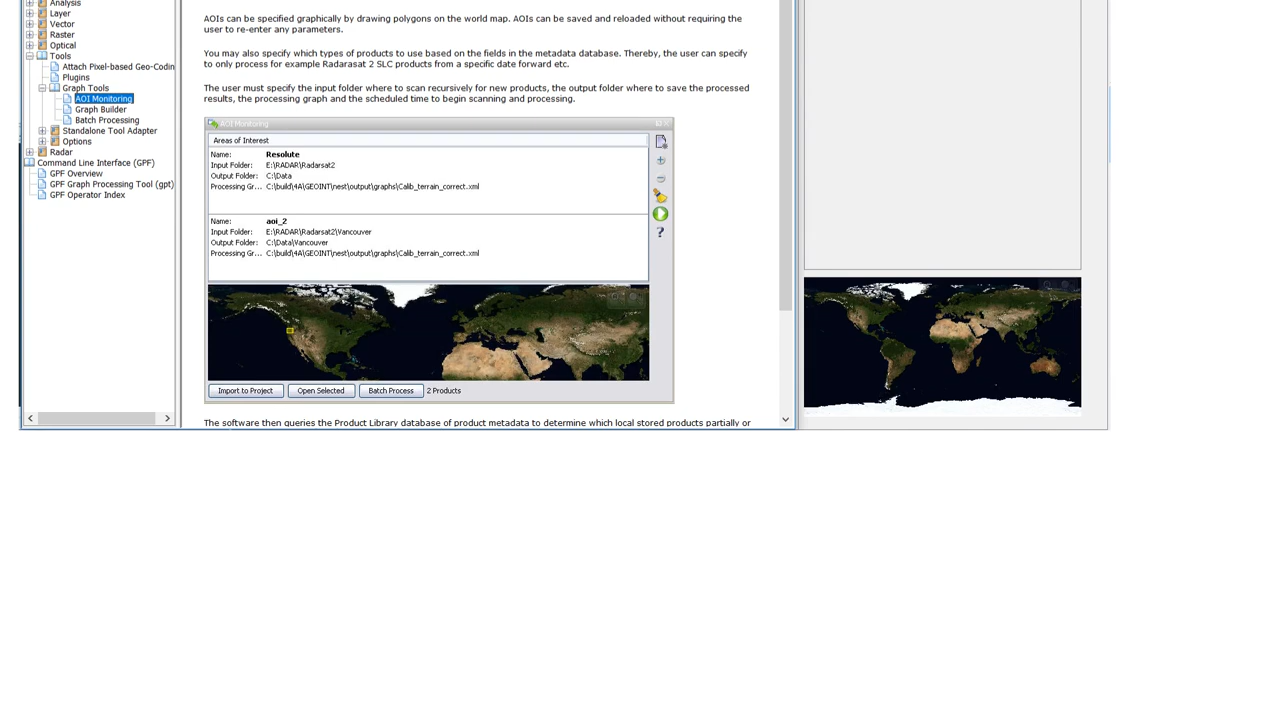 Analysis
Layer
Vector
Raster
Optical
Tools
Attach Pixel-based Geo-Codin
Plugins
Graph Tools
AOI Monitoring
Graph Builder
Batch Processing
Standalone Tool Adapter
Options
Radar
Command Line Interface (GPF)
GPF Overview
GPF Graph Processing Tool (gpt)
GPF Operator Index
AOIs can be specified graphically by drawing polygons on the world map. AOIs can be saved and reloaded without requiring the
user to re-enter any parameters.
You may also specify which types of products to use based on the fields in the metadata database. Thereby, the user can specify
to only process for example Radarasat 2 SLC products from a specific date forward etc.
The user must specify the input folder where to scan recursively for new products, the output folder where to save the processed
results, the processing graph and the scheduled time to begin scanning and processing.
AOI Monitoring
Areas of Interest
Name: Resolute
Input Folder: E:\RADAR\Radarsat2
Output Folder: C:\Data
Processing Gr... C:\build\4A\GEOINT\nest\output\graphs\Calib_terrain_correct.xml
Name: aoi_2
Input Folder: E:\RADAR\Radarsat2\Vancouver
Output Folder: C:\Data\Vancouver
Processing Gr... C:\build\4A\GEOINT\nest\output\graphs\Calib_terrain_correct.xml
Import to Project Open Selected Batch Process 2 Products
The software then queries the Product Library database of product metadata to determine which local stored products partially or